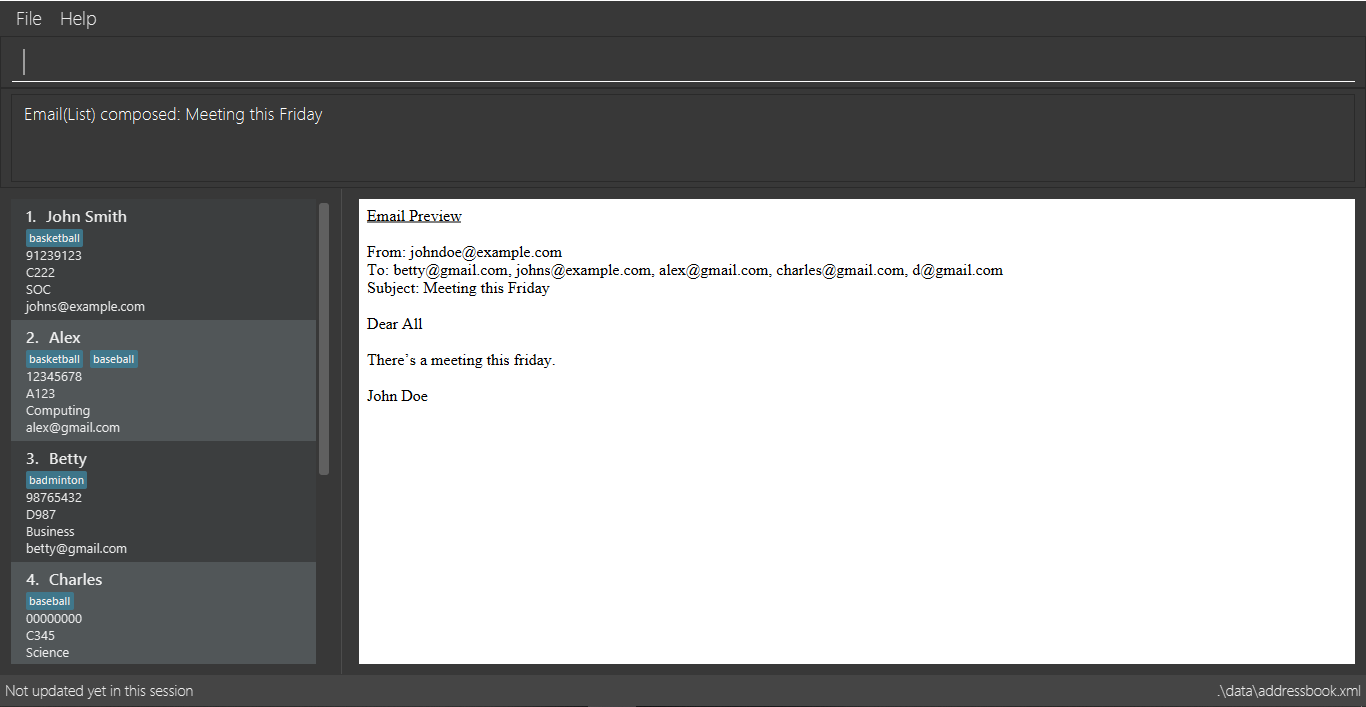 File Help
Email(List) composed: Meeting this Friday
1. John Smith
basketball
91239123
C222
SOC
johns@example.com
2. Alex
basketball baseball
12345678
A123
Computing
alex@gmail.com
3. Betty
badminton
98765432
D987
Business
betty@gmail.com
4. Charles
baseball
00000000
C345
Science
Email Preview
From: johndoe@example.com
To: betty@gmail.com, johns@example.com, alex@gmail.com, charles@gmail.com, d@gmail.com
Subject: Meeting this Friday
Dear All
There’s a meeting this friday.
John Doe
Not updated yet in this session
.\data\addressbook.xml